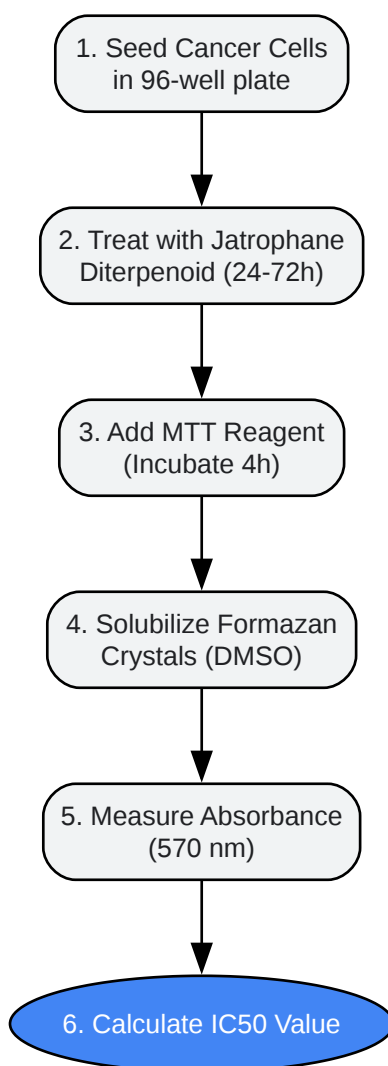 1. Seed Cancer Cells
in 96-well plate
2. Treat with Jatrophane
Diterpenoid (24-72h)
3. Add MTT Reagent
(Incubate 4h)
4. Solubilize Formazan
Crystals (DMSO)
5. Measure Absorbance
(570 nm)
6. Calculate IC50 Value